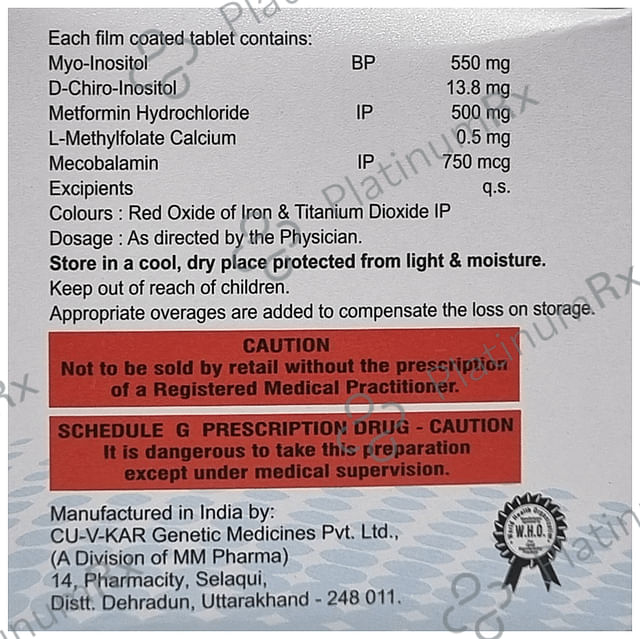 Each film coated tablet contains:
Myo-Inositol BP 550 mg
D-Chiro-Inositol 13.8 mg
Metformin Hydrochloride IP 500 mg
L-Methylfolate Calcium 0.5 mg
Mecobalamin IP 750 mcg
Excipients q.s.
Colours : Red Oxide of Iron & Titanium Dioxide IP
Dosage : As directed by the Physician.
Store in a cool, dry place protected from light & moisture.
Keep out of reach of children.
Appropriate overages are added to compensate the loss on storage.
CAUTION
Not to be sold by retail without the prescription
of a Registered Medical Practitioner.
SCHEDULE G PRESCRIPTION DRUG - CAUTION
It is dangerous to take this preparation
except under medical supervision.
Manufactured in India by:
CU-V-KAR Genetic Medicines Pvt. Ltd.,
(A Division of MM Pharma)
14, Pharmacity, Selaqui,
Distt. Dehradun, Uttarakhand - 248 011.
World Health Organization
W.H.O.
PlatinumRx